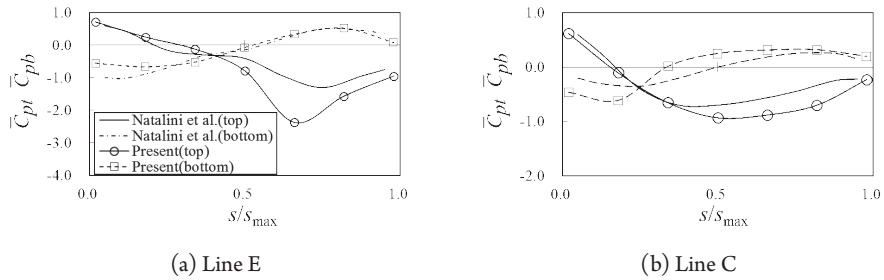 1.0
0.0
-1.0
-2.0
-3.0
-4.0
C̅pt C̅pb
Natalini et al.(top)
Natalini et al.(bottom)
Present(top)
Present(bottom)
0.0 0.5 1.0
s/smax
(a) Line E
1.0
0.0
-1.0
-2.0
C̅pt C̅pb
0.0 0.5 1.0
s/smax
(b) Line C